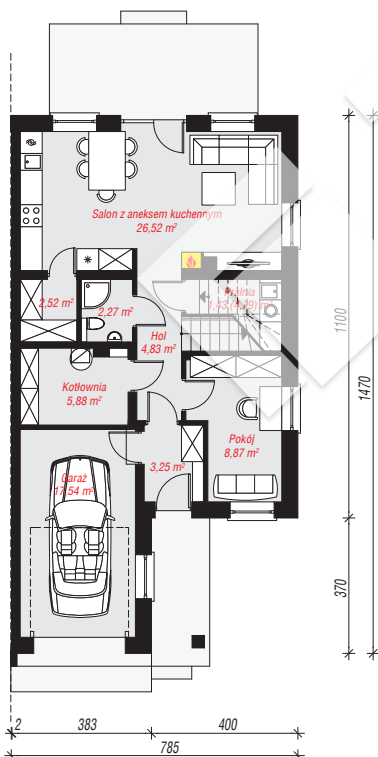 Salon z aneksem kuchennym
26,52 m²
2,52 m²
2,27 m²
Pralnia
Hol
4,83 m²
Kotłownia
5,88 m²
Pokój
8,87 m²
3,25 m²
Garaż
17,54 m²
1100
1470
370
2
383
400
785